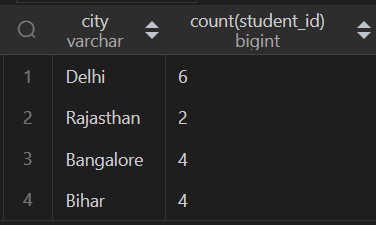 city count(student_id)
varchar bigint
1 Delhi 6
2 Rajasthan 2
3 Bangalore 4
4 Bihar 4